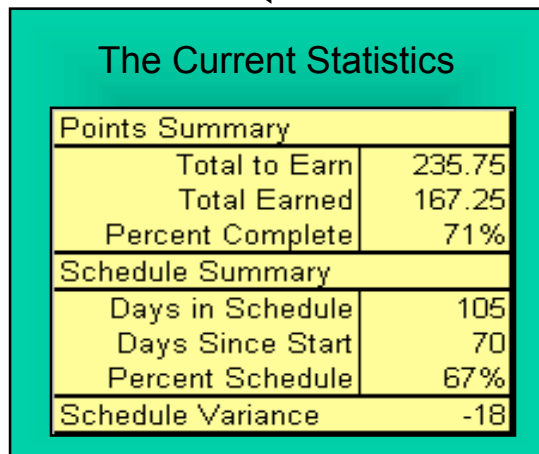 The Current Statistics
Points Summary
Total to Earn 235.75
Total Earned 167.25
Percent Complete 71%
Schedule Summary
Days in Schedule 105
Days Since Start 70
Percent Schedule 67%
Schedule Variance -18